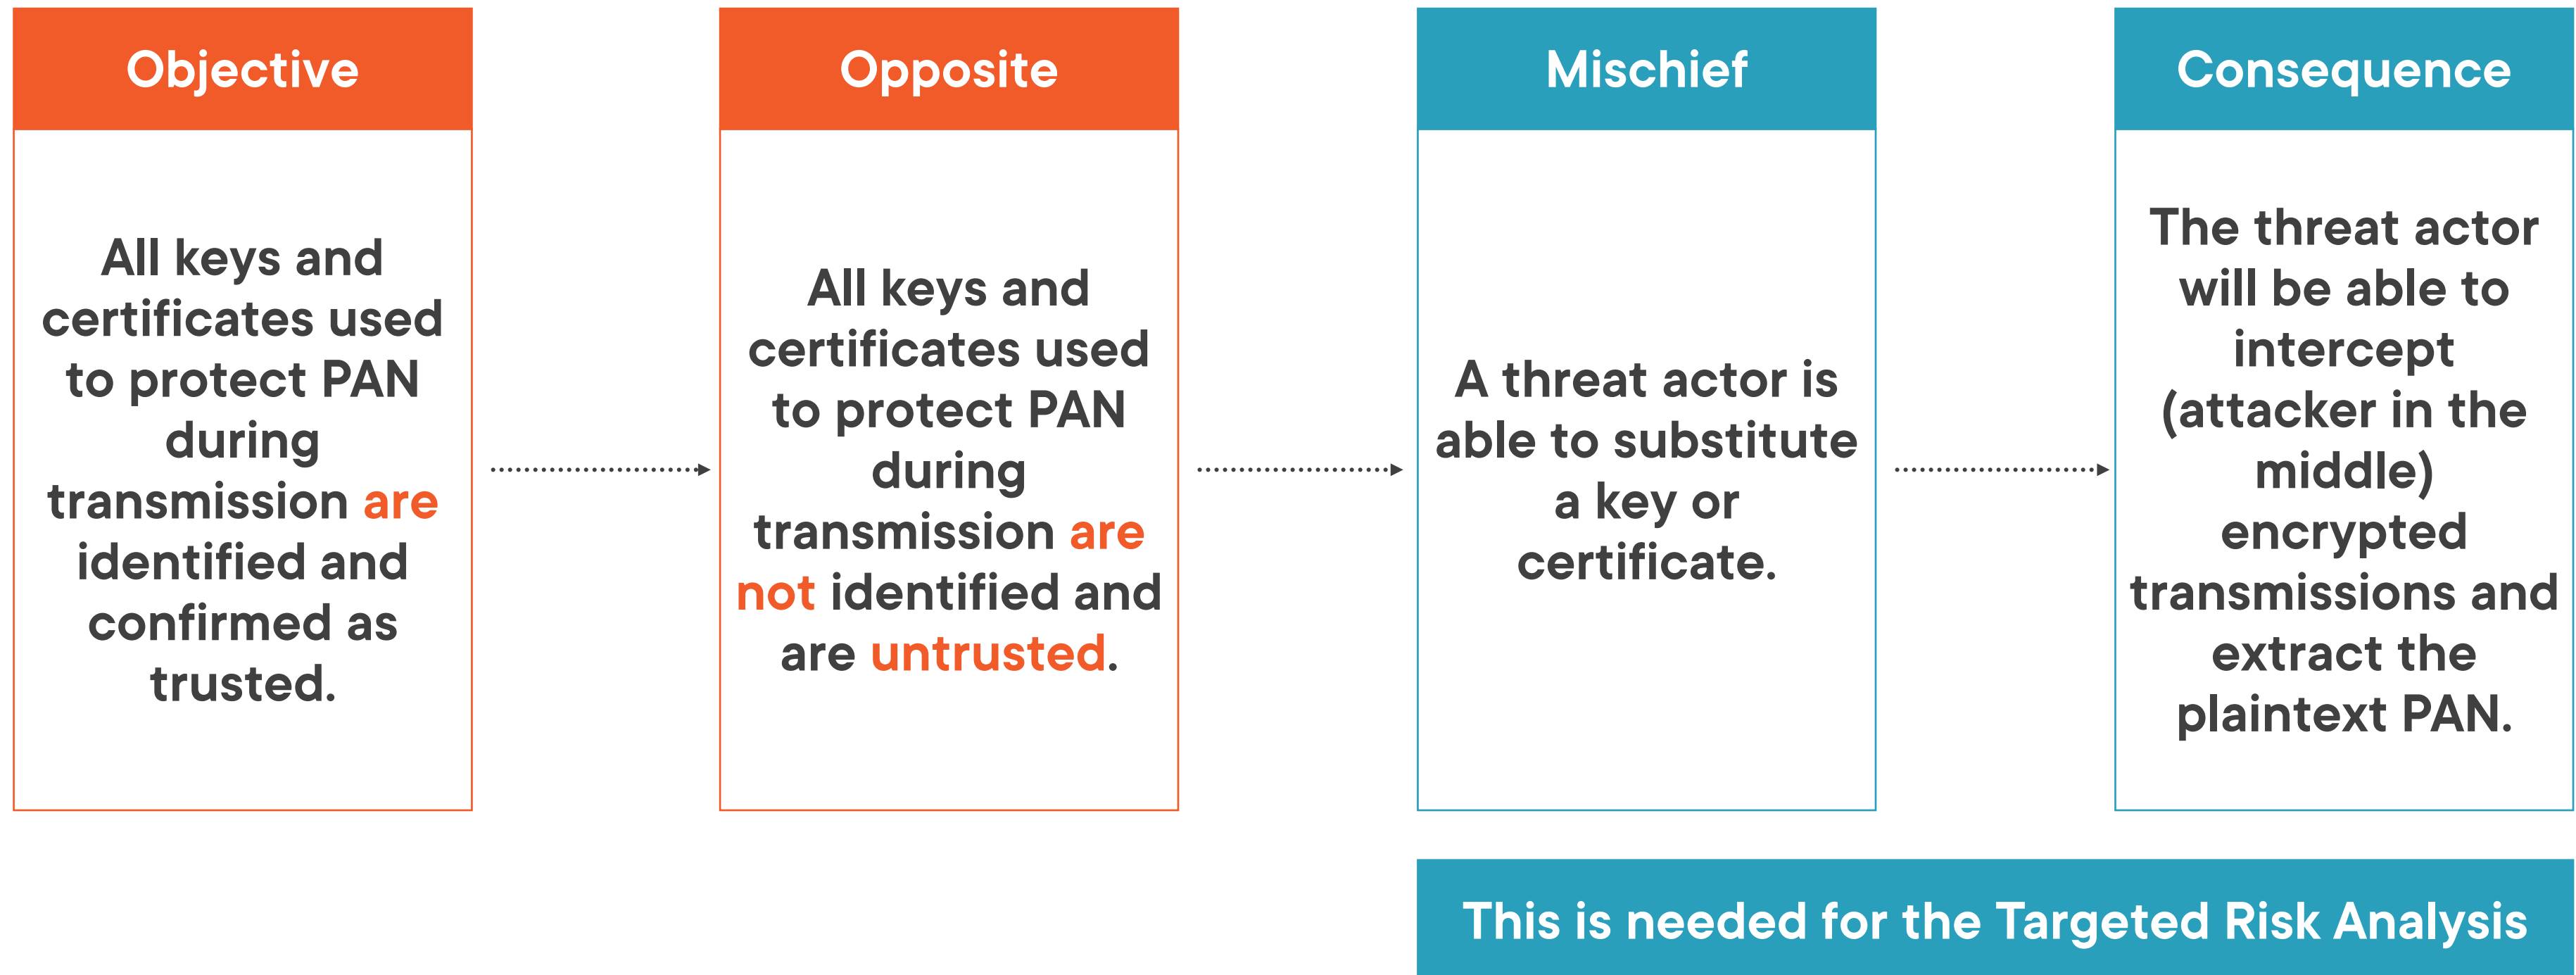 Objective
All keys and
certificates used
to protect PAN
during
transmission are
identified and
confirmed as
trusted.
Opposite
All keys and
certificates used
to protect PAN
during
transmission are
not identified and
are untrusted.
Mischief
A threat actor is
able to substitute
a key or
certificate.
Consequence
The threat actor
will be able to
intercept
(attacker in the
middle)
encrypted
transmissions and
extract the
plaintext PAN.
This is needed for the Targeted Risk Analysis